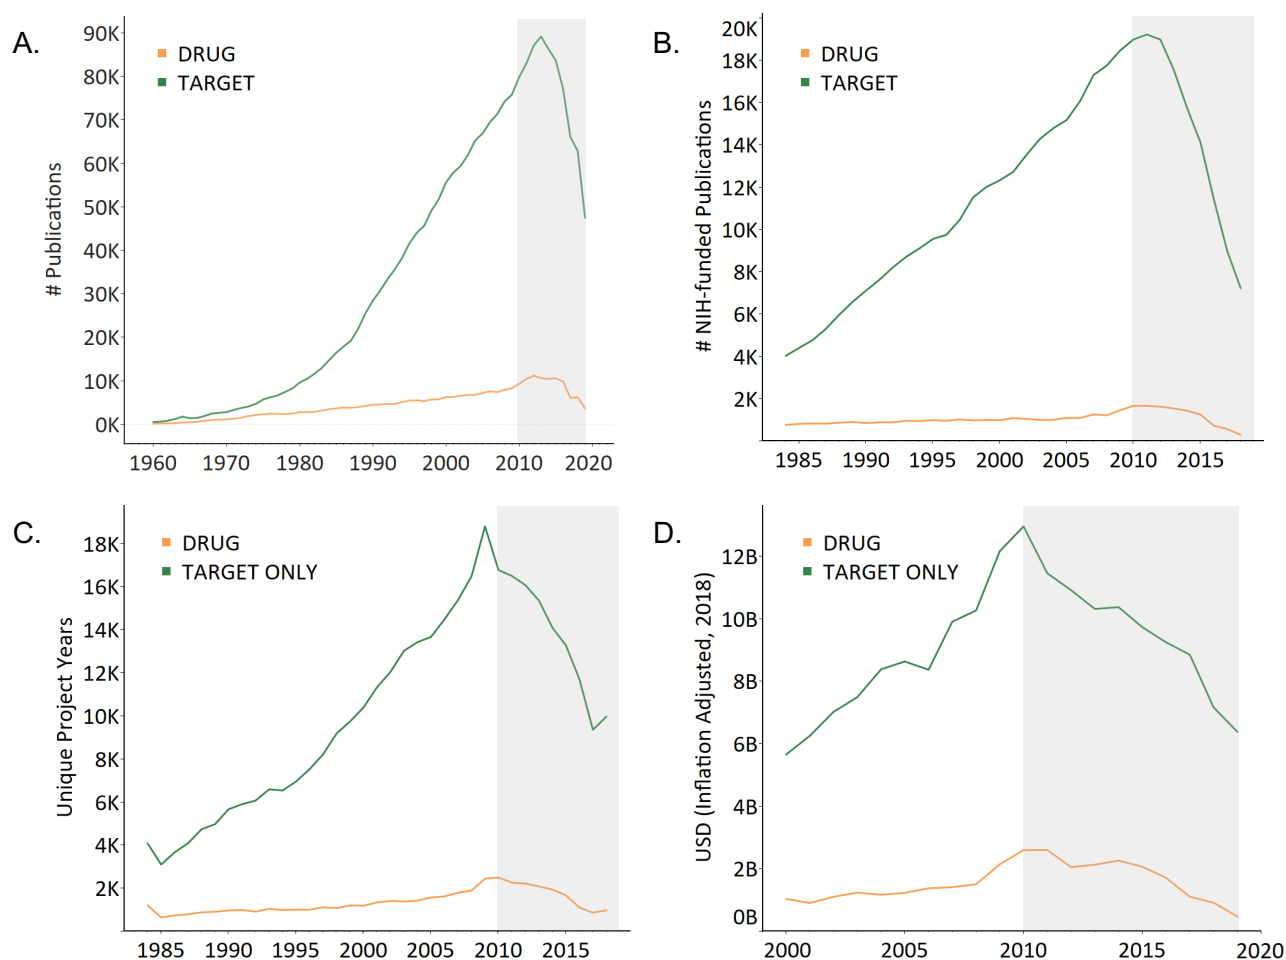 A.
DRUG
TARGET
# Publications
90K
80K
70K
60K
50K
40K
30K
20K
10K
0K
1960 1970 1980 1990 2000 2010 2020
B.
DRUG
TARGET
# NIH-funded Publications
20K
18K
16K
14K
12K
10K
8K
6K
4K
2K
1985 1990 1995 2000 2005 2010 2015
C.
DRUG
TARGET ONLY
Unique Project Years
18K
16K
14K
12K
10K
8K
6K
4K
2K
1985 1990 1995 2000 2005 2010 2015
D.
DRUG
TARGET ONLY
USD (Inflation Adjusted, 2018)
12B
10B
8B
6B
4B
2B
0B
2000 2005 2010 2015 2020